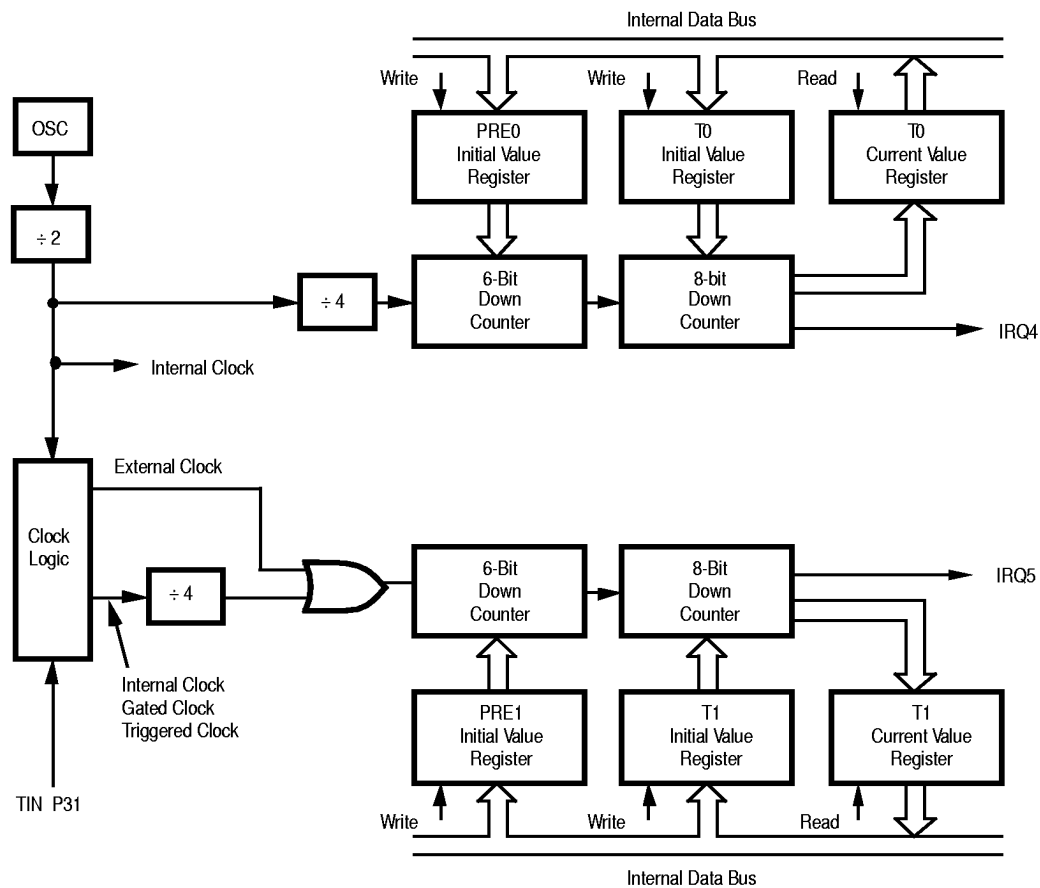 Internal Data Bus
Write
Write
Read
OSC
PRE0
Initial Value
Register
T0
Initial Value
Register
T0
Current Value
Register
÷ 2
÷ 4
6-Bit
Down
Counter
8-bit
Down
Counter
IRQ4
Internal Clock
External Clock
Clock
Logic
÷ 4
6-Bit
Down
Counter
8-Bit
Down
Counter
IRQ5
Internal Clock
Gated Clock
Triggered Clock
PRE1
Initial Value
Register
T1
Initial Value
Register
T1
Current Value
Register
TIN P31
Write
Write
Read
Internal Data Bus